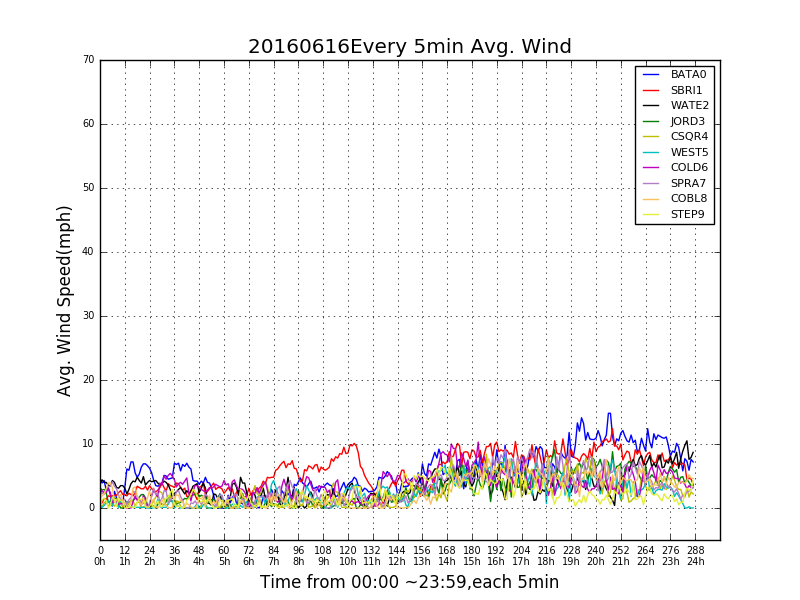 20160616Every 5min Avg. Wind
70
60
50
40
30
20
10
0
Avg. Wind Speed(mph)
BATA0
SBRI1
WATE2
JORD3
CSQR4
WEST5
COLD6
SPRA7
COBL8
STEP9
0 12 24 36 48 60 72 84 96 108 120 132 144 156 168 180 192 204 216 228 240 252 264 276 288
0h 1h 2h 3h 4h 5h 6h 7h 8h 9h 10h 11h 12h 13h 14h 15h 16h 17h 18h 19h 20h 21h 22h 23h 24h
Time from 00:00 ~23:59,each 5min